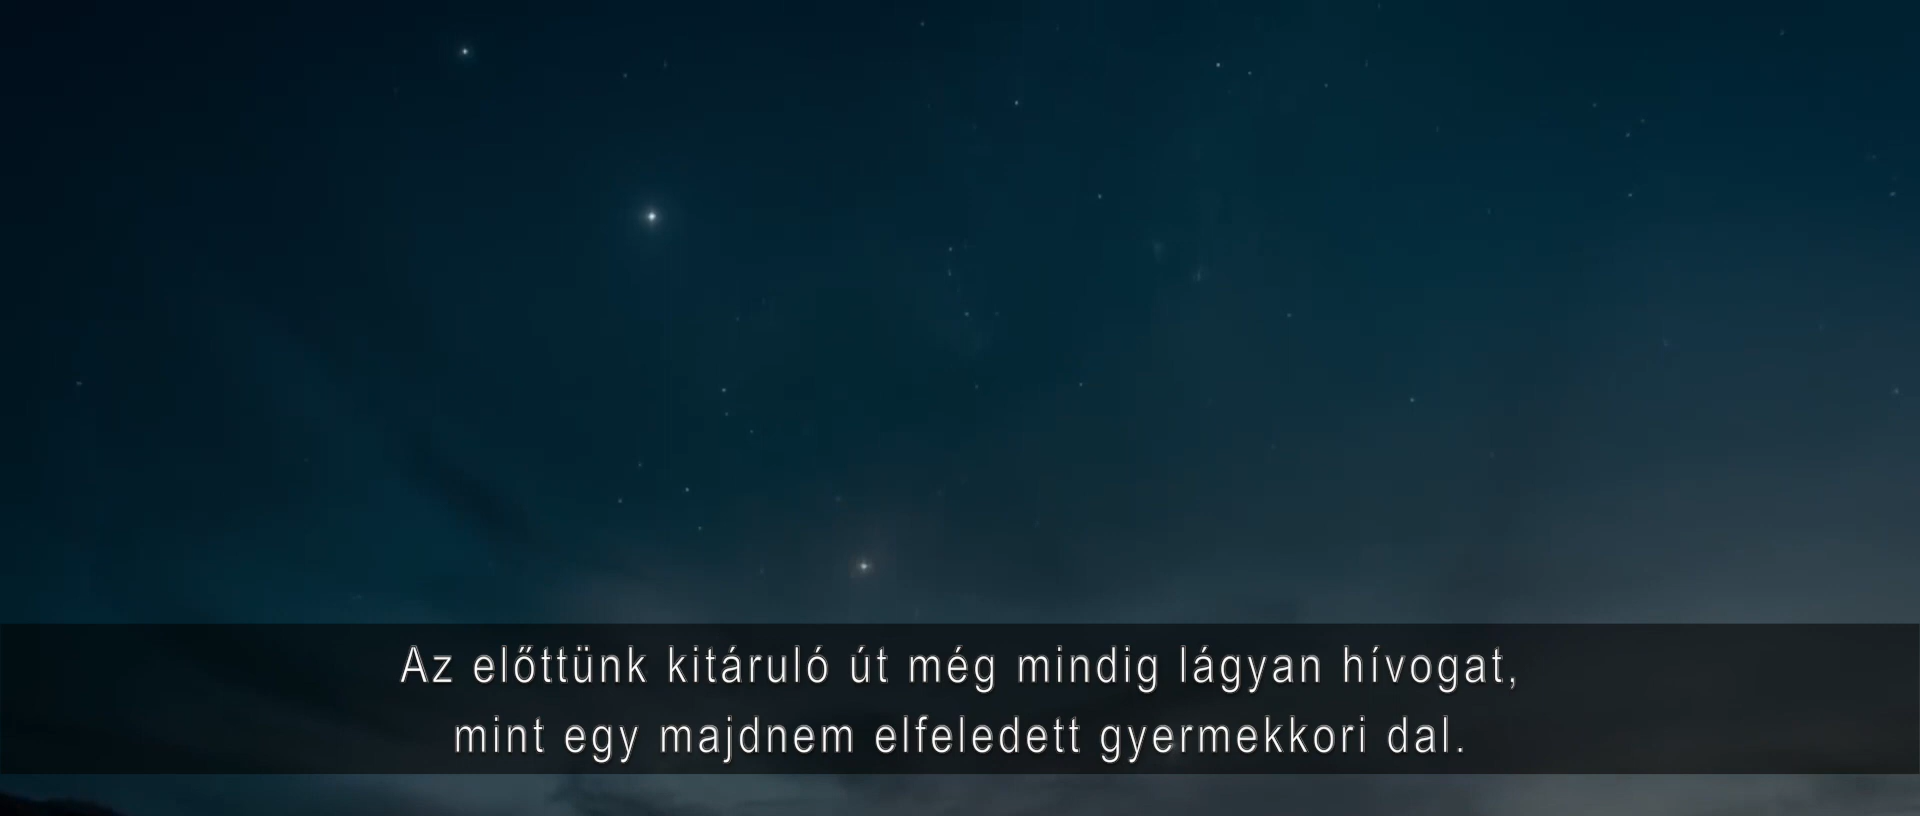 Az előttünk kitáruló út még mindig lágyan hívogat,
mint egy majdnem elfeledett gyermekkori dal.